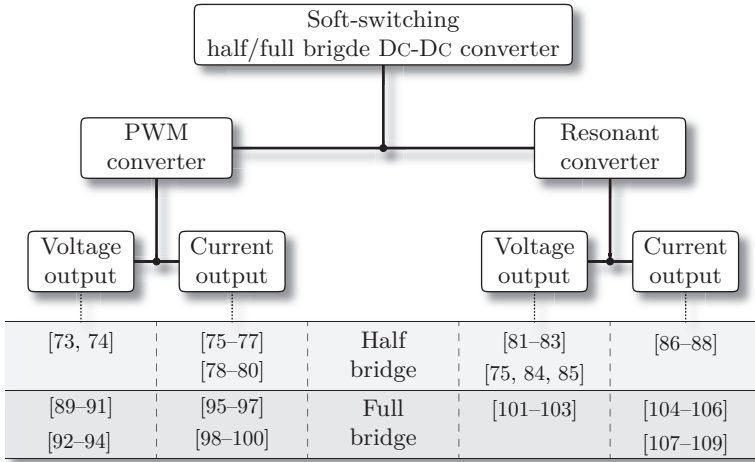 Soft-switching
half/full brigde DC-DC converter
PWM
converter
Resonant
converter
Voltage
output
Current
output
Voltage
output
Current
output
[73, 74]
[75–77]
[78–80]
Half
bridge
[81–83]
[75, 84, 85]
[86–88]
[89–91]
[92–94]
[95–97]
[98–100]
Full
bridge
[101–103]
[104–106]
[107–109]